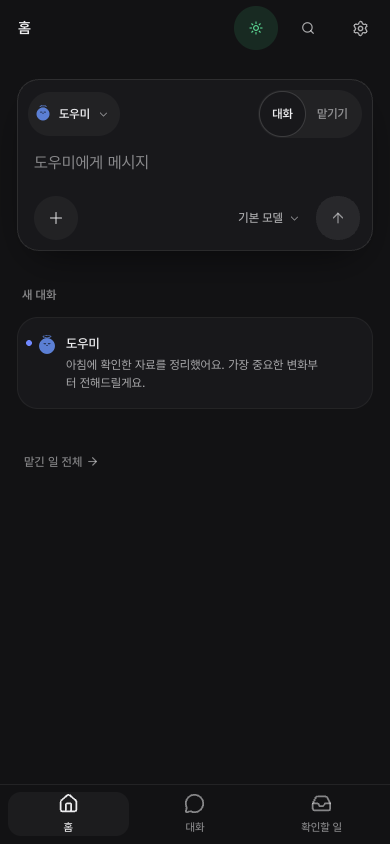 홈
도우미
대화
맡기기
도우미에게 메시지
기본 모델
새 대화
도우미
아침에 확인한 자료를 정리했어요. 가장 중요한 변화부
터 전해드릴게요.
맡긴 일 전체
홈
대화
확인할 일